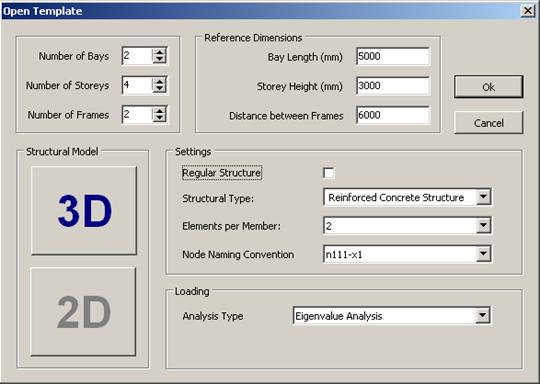 Open Template
Number of Bays 2
Number of Storeys 4
Number of Frames 2
Reference Dimensions
Bay Length (mm) 5000
Storey Height (mm) 3000
Distance between Frames 6000
Ok
Cancel
Structural Model
3D
2D
Settings
Regular Structure
Structural Type: Reinforced Concrete Structure
Elements per Member: 2
Node Naming Convention n111-x1
Loading
Analysis Type Eigenvalue Analysis